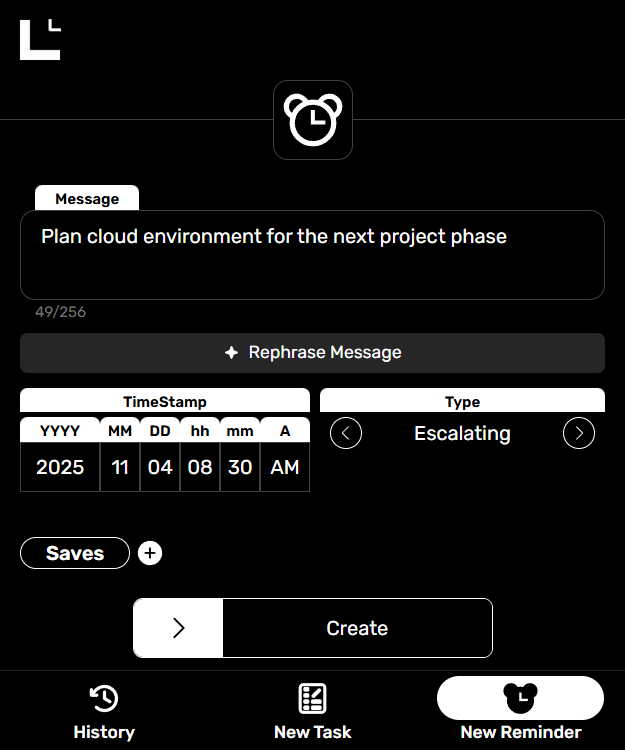 Message
Plan cloud environment for the next project phase
49/256
Rephrase Message
TimeStamp
YYYY MM DD hh mm A
2025 11 04 08 30 AM
Type
Escalating
Saves
Create
History
New Task
New Reminder